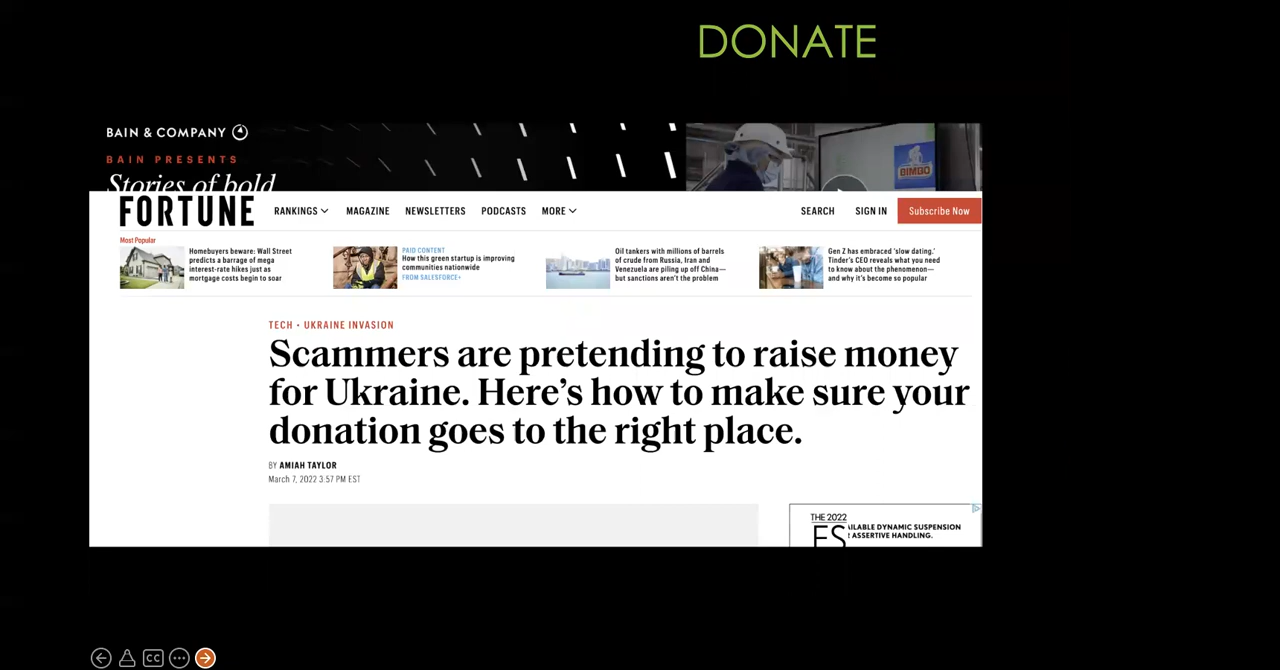 DONATE
BAIN & COMPANY
BAIN PRESENTS
Stories of bold
FORTUNE
RANKINGS MAGAZINE NEWSLETTERS PODCASTS MORE SEARCH SIGN IN Subscribe Now
BIMBO
Most Popular
Homebuyers beware: Wall Street
predicts a barrage of mega
interest-rate hikes just as
mortgage costs begin to soar
PAID CONTENT
How this green startup is improving
communities nationwide
FROM SALESFORCE+
Oil tankers with millions of barrels
of crude from Russia, Iran and
Venezuela are piling up off China—
but sanctions aren't the problem
Gen Z has embraced 'slow dating.'
Tinder's CEO reveals what you need
to know about the phenomenon—
and why it's become so popular
TECH • UKRAINE INVASION
Scammers are pretending to raise money
for Ukraine. Here's how to make sure your
donation goes to the right place.
BY AMIAH TAYLOR
March 7, 2022 3:57 PM EST
THE 2022
ES
AILABLE DYNAMIC SUSPENSION
ASSERTIVE HANDLING.
CC